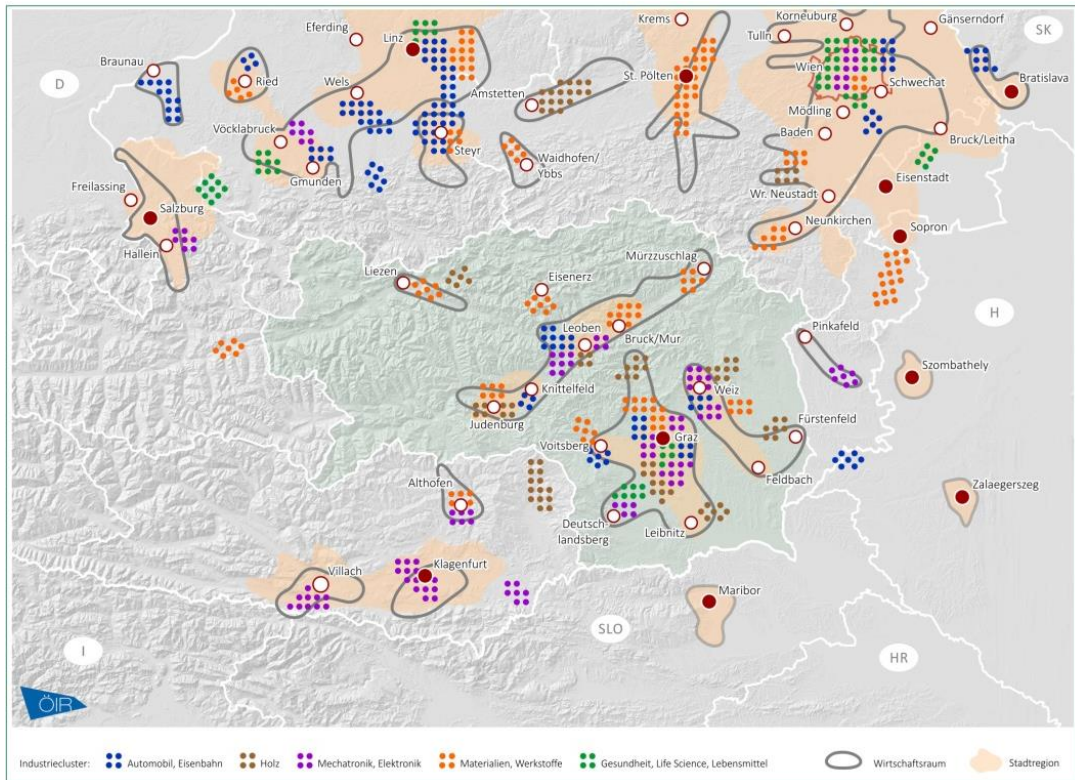 Eferding
Krems
Korneuburg
Gänserndorf
Linz
Tulln
SK
Braunau
Ried
Wels
St. Pölten
Wien
D
Amstetten
Schwechat
Bratislava
Mödling
Vöcklabruck
Baden
Bruck/Leitha
Steyr
Waidhofen/
Ybbs
Gmunden
Freilassing
Wr. Neustadt
Eisenstadt
Salzburg
Neunkirchen
Sopron
Hallein
Mürzzuschlag
Liezen
Eisenerz
H
Leoben
Bruck/Mur
Pinkafeld
Szombathely
Knittelfeld
Weiz
Judenburg
Fürstenfeld
Voitsberg
Graz
Feldbach
Althofen
Zalaegerszeg
Deutsch-
landsberg
Leibnitz
Villach
Klagenfurt
Maribor
SLO
I
HR
ÖIR
Industriecluster: Automobil, Eisenbahn Holz Mechatronik, Elektronik Materialien, Werkstoffe Gesundheit, Life Science, Lebensmittel Wirtschaftsraum Stadtregion